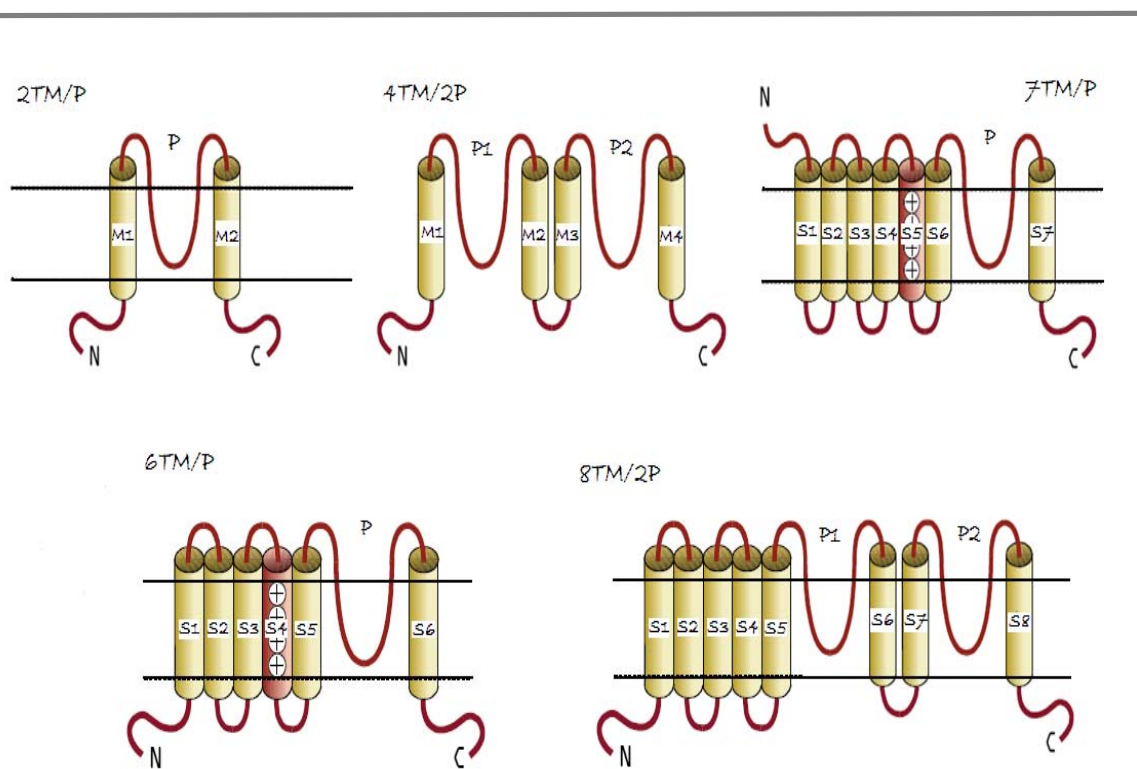 2TM/P
P
M1
M2
N
C
4TM/2P
P1
P2
M1
M2
M3
M4
N
C
7TM/P
N
P
S1
S2
S3
S4
S5
S6
S7
C
6TM/P
P
S1
S2
S3
S4
S5
S6
N
C
8TM/2P
P1
P2
S1
S2
S3
S4
S5
S6
S7
S8
N
C